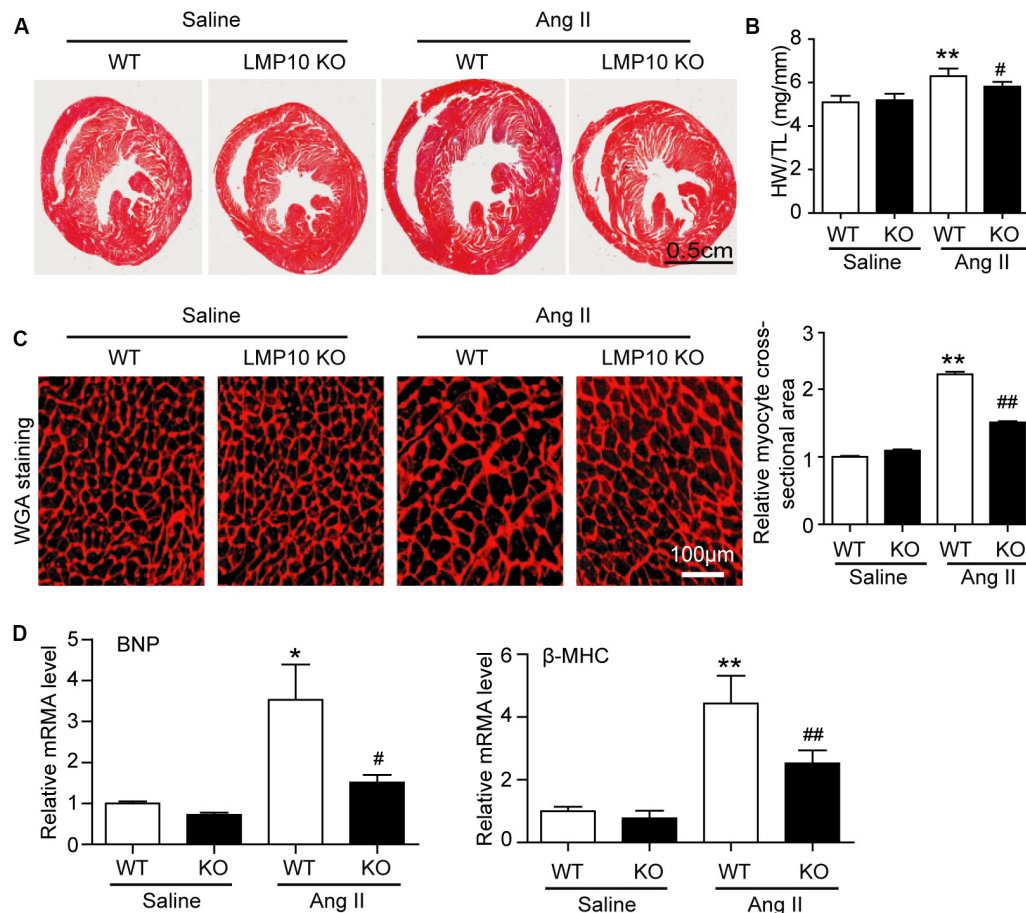 A
Saline
Ang II
WT
LMP10 KO
WT
LMP10 KO
0.5cm
B
HW/TL (mg/mm)
8
6
4
2
0
**
#
WT
KO
WT
KO
Saline
Ang II
C
Saline
Ang II
WT
LMP10 KO
WT
LMP10 KO
WGA staining
100μm
Relative myocyte cross-
sectional area
3
2
1
0
**
##
WT
KO
WT
KO
Saline
Ang II
D
BNP
Relative mRMA level
5
4
3
2
1
0
*
#
WT
KO
WT
KO
Saline
Ang II
β-MHC
Relative mRMA level
6
4
2
0
**
##
WT
KO
WT
KO
Saline
Ang II